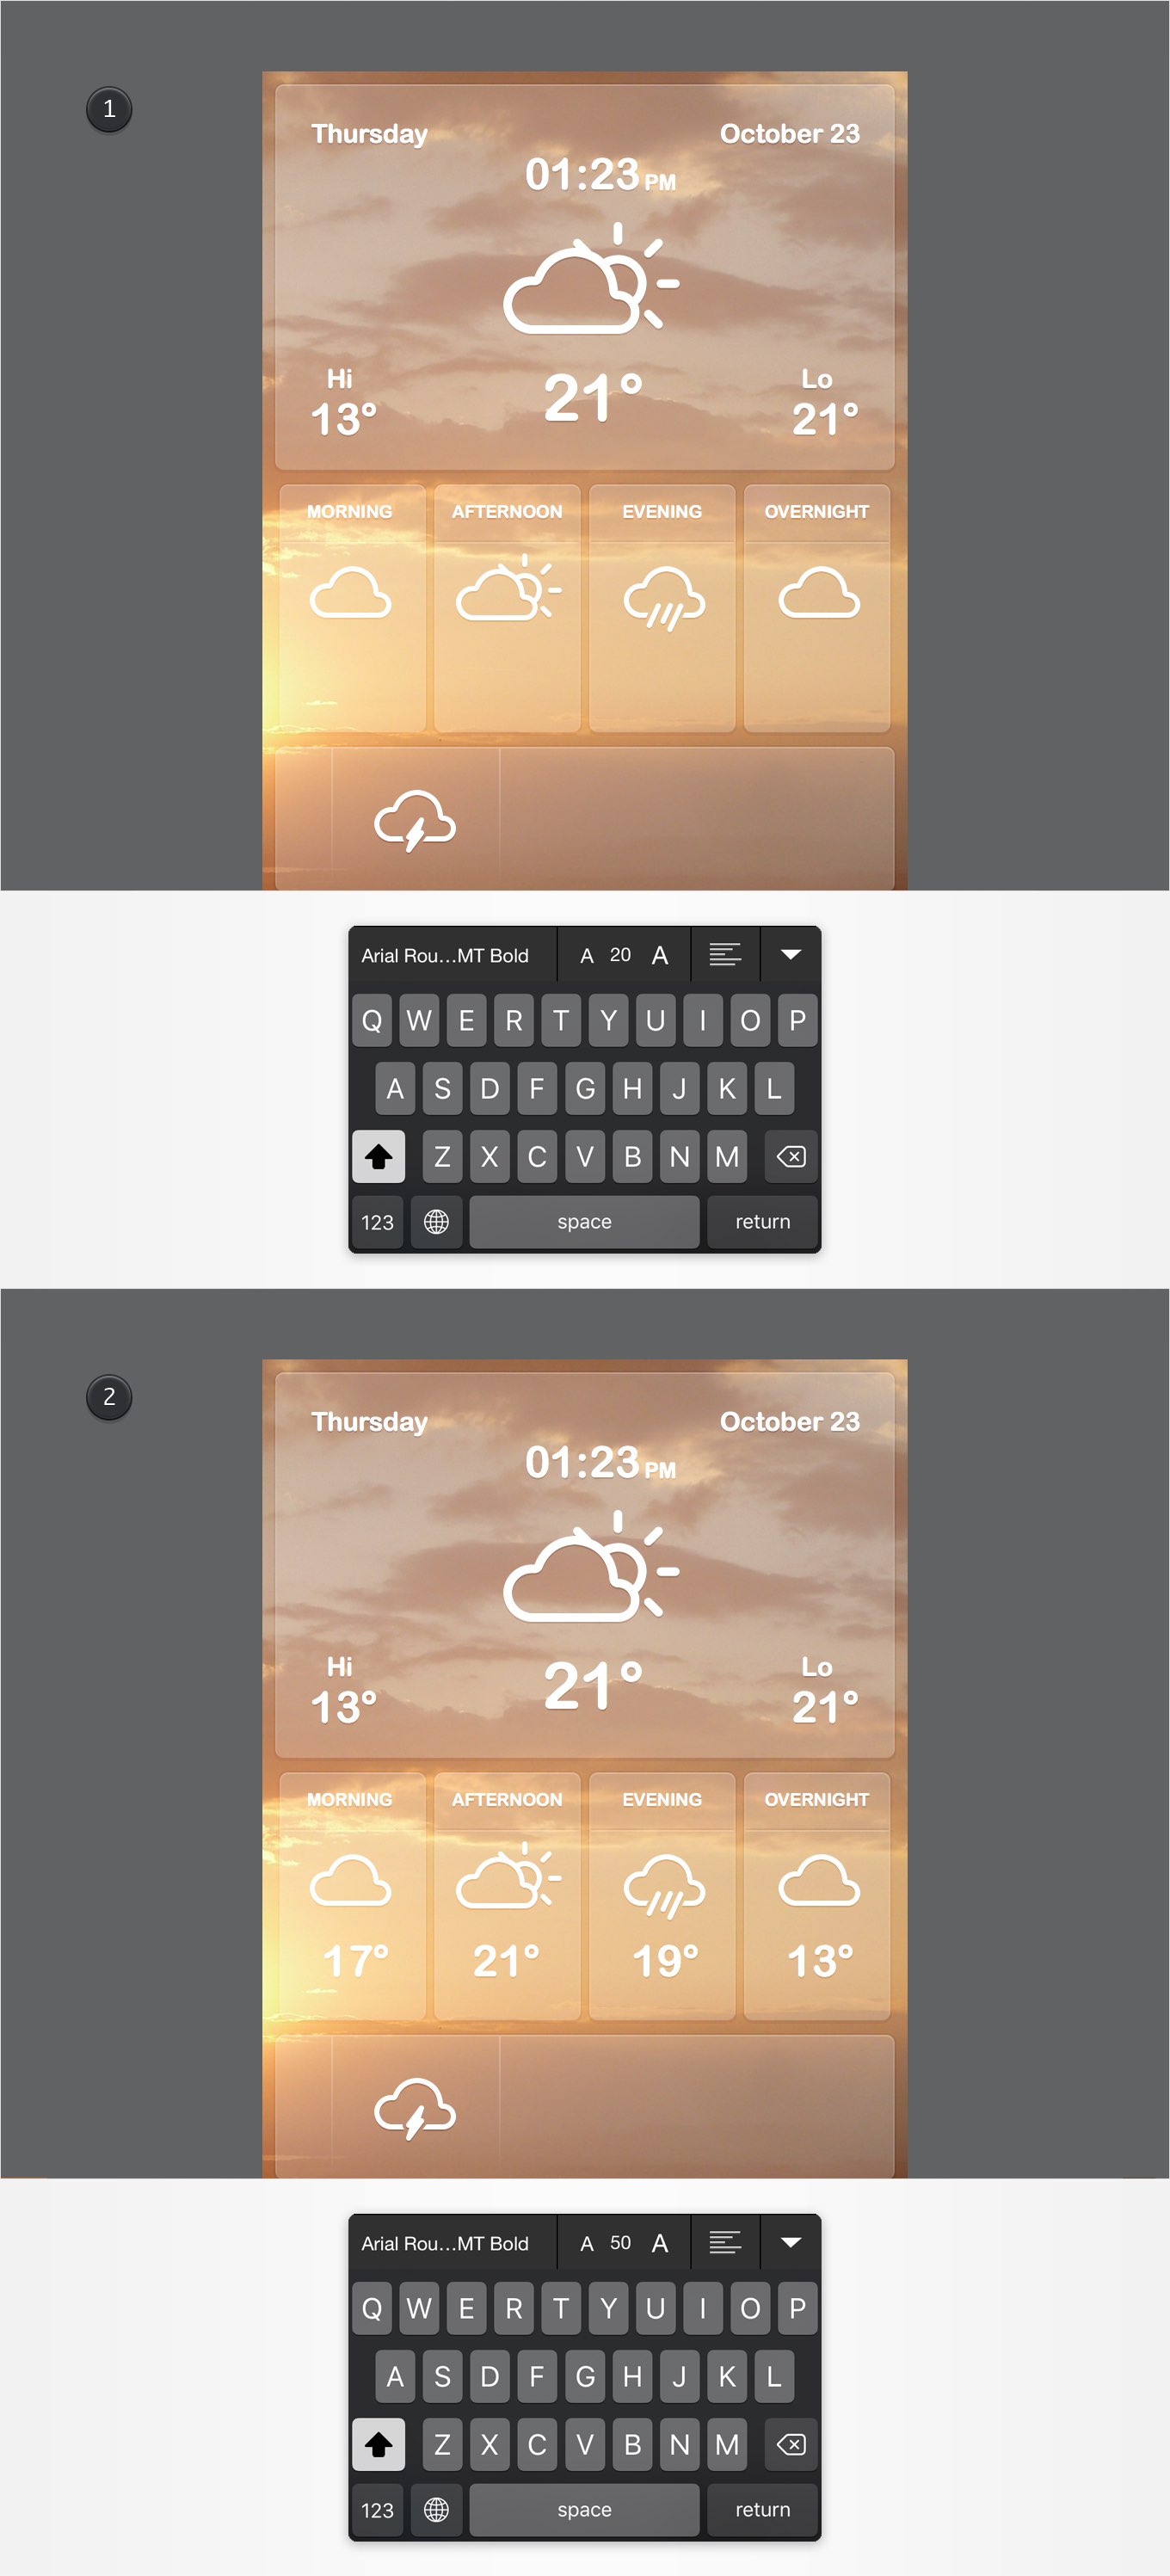 1
Thursday October 23
01:23 PM
21°
Hi Lo
13° 21°
MORNING AFTERNOON EVENING OVERNIGHT
Arial Rou...MT Bold A 20 A
Q W E R T Y U I O P
A S D F G H J K L
Z X C V B N M
123 space return
2
Thursday October 23
01:23 PM
21°
Hi Lo
13° 21°
MORNING AFTERNOON EVENING OVERNIGHT
17° 21° 19° 13°
Arial Rou...MT Bold A 50 A
Q W E R T Y U I O P
A S D F G H J K L
Z X C V B N M
123 space return